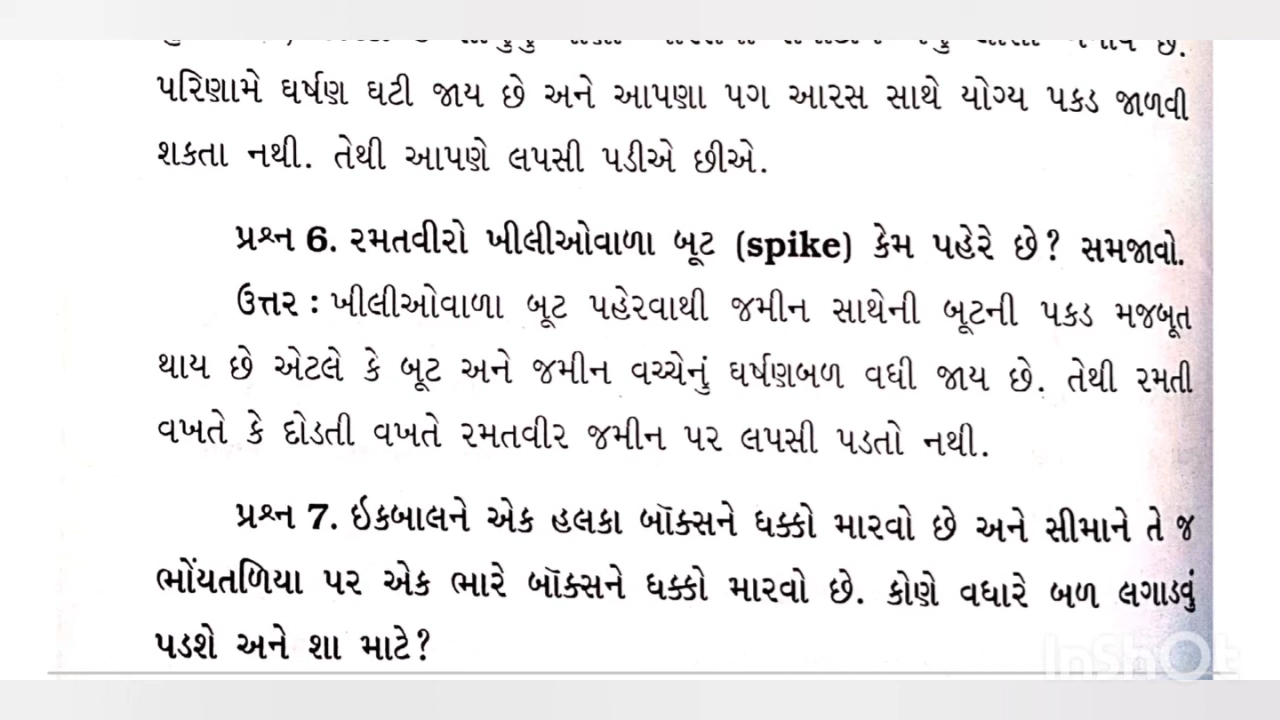 પરિણામે ઘર્ષણ ઘટી જાય છે અને આપણા પગ આરસ સાથે યોગ્ય પકડ જાળવી
શકતા નથી. તેથી આપણે લપસી પડીએ છીએ.
પ્રશ્ન 6. રમતવીરો ખીલીઓવાળા બૂટ (spike) કેમ પહેરે છે? સમજાવો.
ઉત્તર : ખીલીઓવાળા બૂટ પહેરવાથી જમીન સાથેની બૂટની પકડ મજબૂત
થાય છે એટલે કે બૂટ અને જમીન વચ્ચેનું ઘર્ષણબળ વધી જાય છે. તેથી રમતી
વખતે કે દોડતી વખતે રમતવીર જમીન પર લપસી પડતો નથી.
પ્રશ્ન 7. ઇકબાલને એક હલકા બૉક્સને ધક્કો મારવો છે અને સીમાને તે જ
ભોંયતળિયા પર એક ભારે બૉક્સને ધક્કો મારવો છે. કોણે વધારે બળ લગાડવું
પડશે અને શા માટે?
InShOt